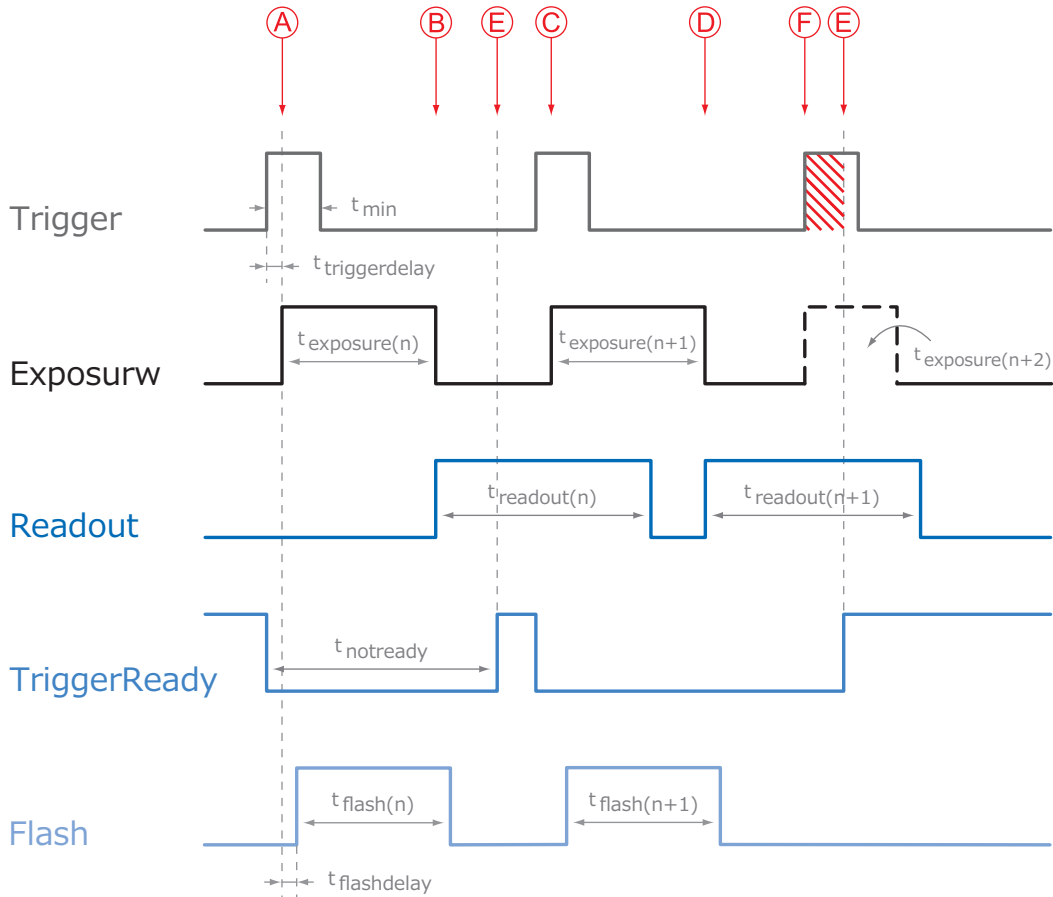 A B E C D F E
Trigger
t min
t triggerdelay
Exposurw
t exposure(n)
t exposure(n+1)
t exposure(n+2)
Readout
t readout(n)
t readout(n+1)
TriggerReady
t notready
Flash
t flash(n)
t flash(n+1)
t flashdelay